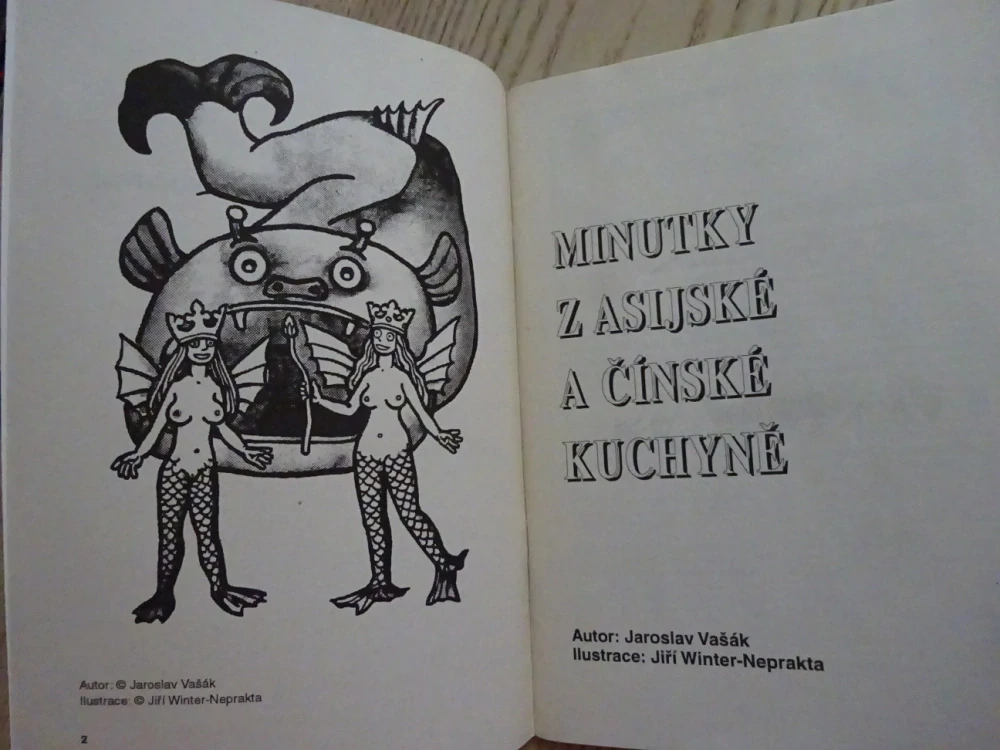 Autor: © Jaroslav Vašák
Ilustrace: © Jiří Winter-Neprakta
2
MINUTKY
Z ASIJSKÉ
A ČÍNSKÉ
KUCHYNĚ
Autor: Jaroslav Vašák
Ilustrace: Jiří Winter-Neprakta